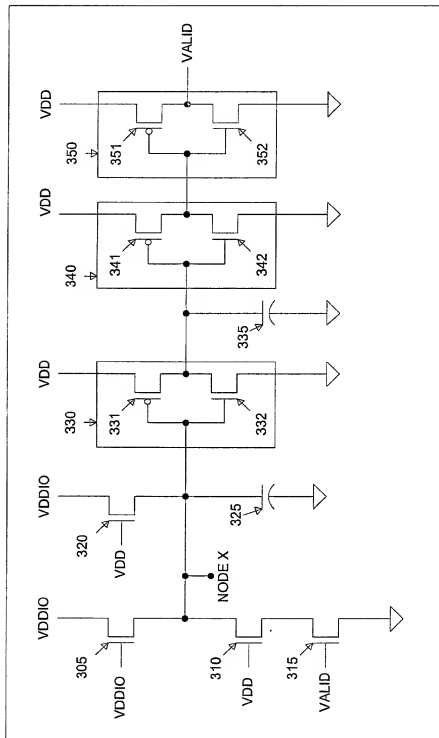 VDDIO
305
VDDIO
NODE X
310
VDD
315
VALID
VDDIO
320
VDD
325
330
VDD
331
332
335
340
VDD
341
342
350
VDD
351
352
VALID